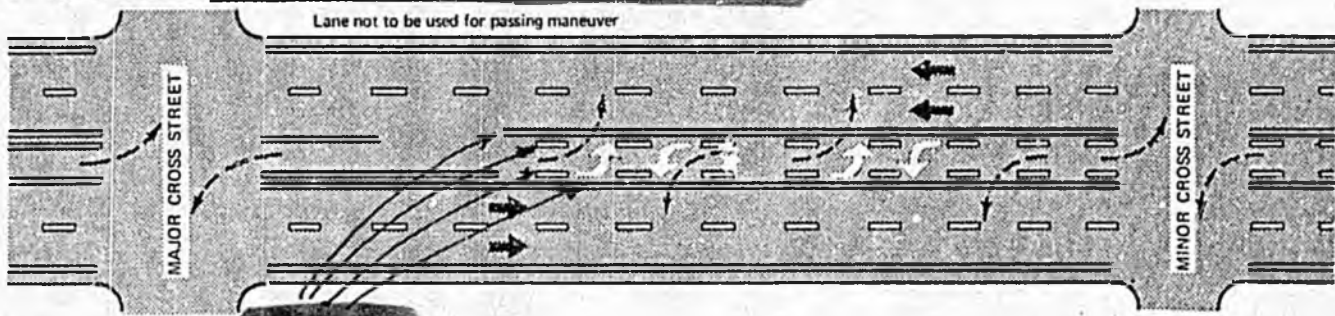 Lane not to be used for passing maneuver
MAJOR CROSS STREET
MINOR CROSS STREET